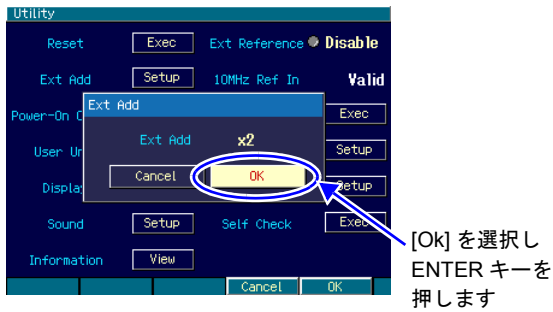 Utility
Reset Exec Ext Reference Disable
Ext Add Setup 10MHz Ref In Valid
Power-On Exec
Ext Add
User Setup
Ext Add x2
Cancel OK
Setup
Sound Setup Self Check Exec
Information View
Cancel OK
[Ok] を選択し
ENTER キーを
押します